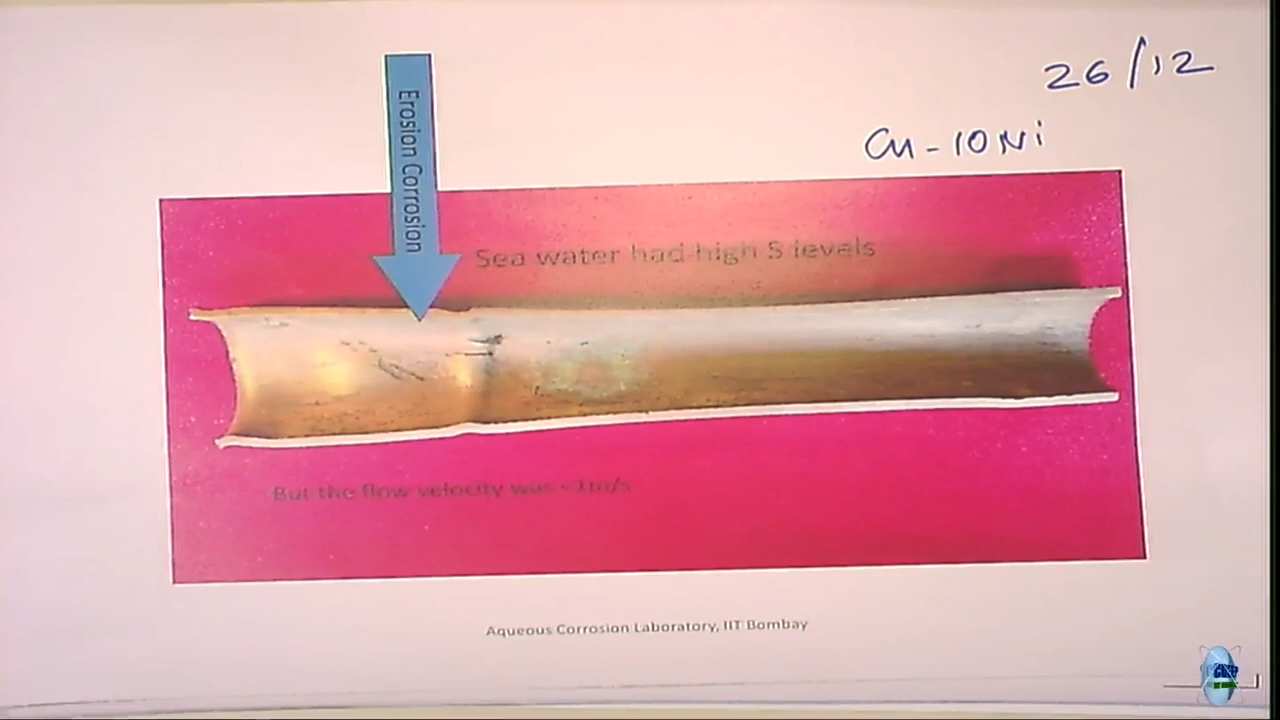 26/12
Cu-10Ni
Erosion Corrosion
Sea water had high S levels
But the flow velocity was ~1m/s
Aqueous Corrosion Laboratory, IIT Bombay